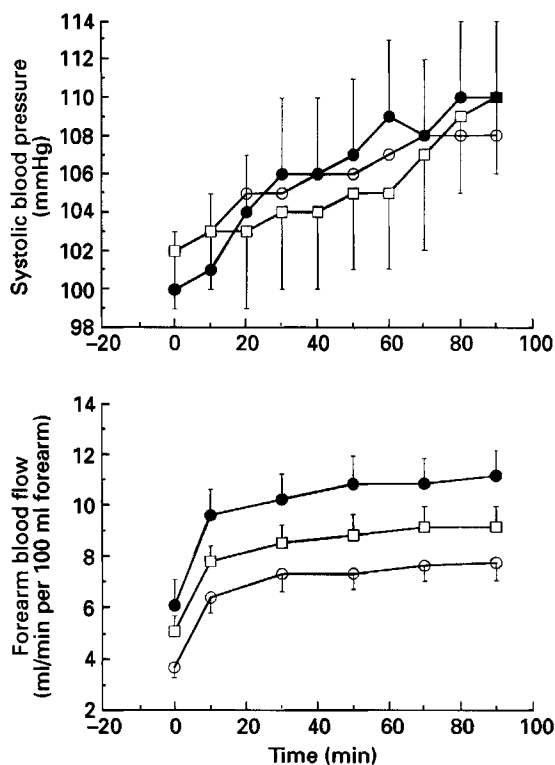 114
112
110
108
106
104
102
100
98
Systolic blood pressure
(mmHg)
−20 0 20 40 60 80 100
14
12
10
8
6
4
2
Forearm blood flow
(ml/min per 100 ml forearm)
−20 0 20 40 60 80 100
Time (min)